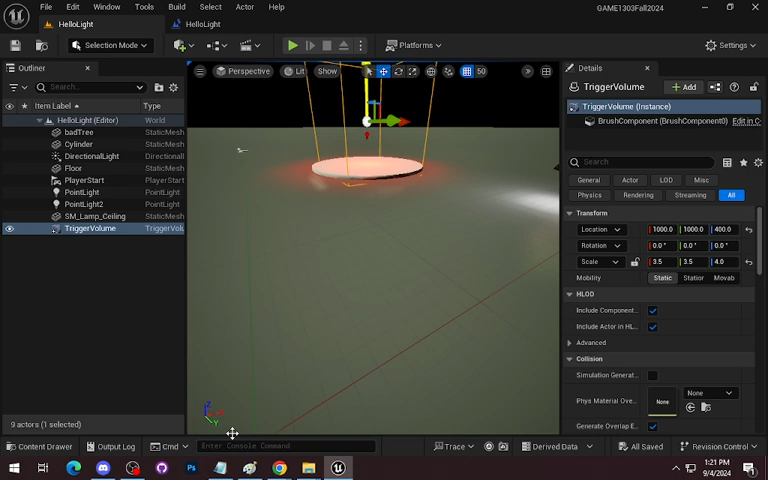 File Edit Window Tools Build Select Actor Help
GAME1303Fall2024
HelloLight
HelloLight
Selection Mode
Platforms
Settings
Outliner
Search...
Item Label
Type
HelloLight (Editor) World
badTree StaticMesh
Cylinder StaticMesh
DirectionalLight Directional
Floor StaticMesh
PlayerStart PlayerStart
PointLight PointLight
PointLight2 PointLight
SM_Lamp_Ceiling StaticMesh
TriggerVolume TriggerVolu
9 actors (1 selected)
Perspective Lit Show
50
Details
TriggerVolume
Add
TriggerVolume (Instance)
BrushComponent (BrushComponent0) Edit in C
Search
General Actor LOD Misc
Physics Rendering Streaming All
Transform
Location 1000.0 1000.0 400.0
Rotation 0.0 ° 0.0 ° 0.0 °
Scale 3.5 3.5 4.0
Mobility Static Station Movab
HLOD
Include Component...
Include Actor in HL...
Advanced
Collision
Simulation Generat...
Phys Material Ove...
None
None
Generate Overlap E...
Z
Y
Content Drawer Output Log Cmd Enter Console Command Trace Derived Data All Saved Revision Control
1:21 PM
9/4/2024
Ps